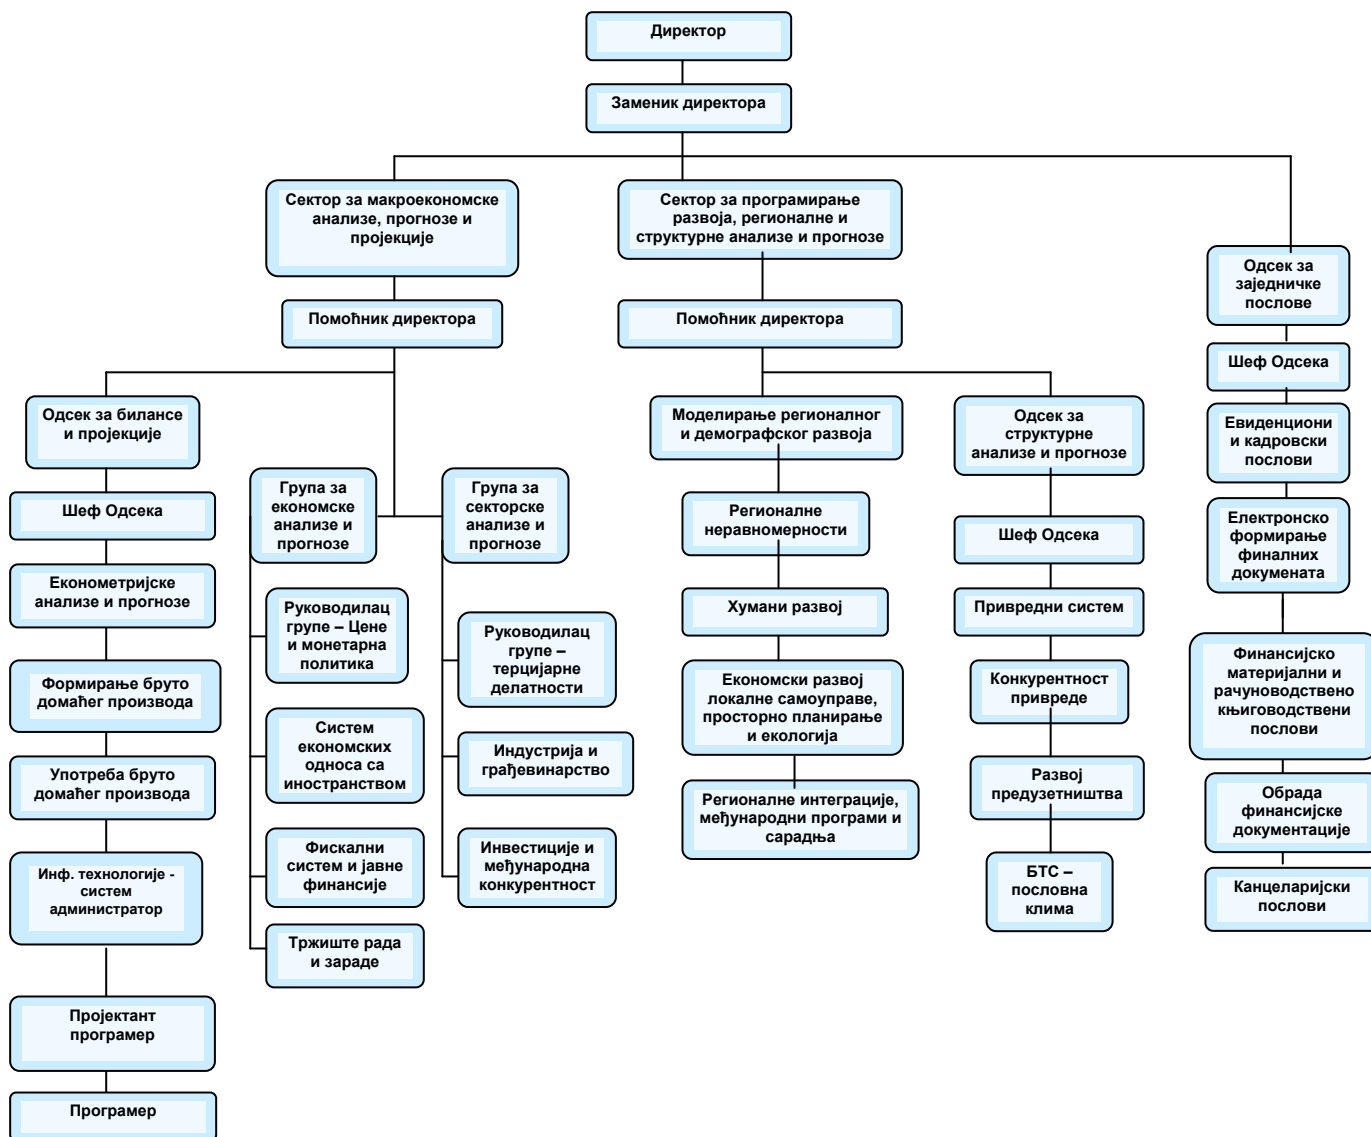 Директор
Заменик директора
Сектор за макроекономске
анализе, прогнозе и
пројекције
Помоћник директора
Одсек за билансе
и пројекције
Шеф Одсека
Економетријске
анализе и прогнозе
Формирање бруто
домаћег производа
Употреба бруто
домаћег производа
Инф. технологије -
систем
администратор
Пројектант
програмер
Програмер
Група за
економске
анализе и
прогнозе
Руководилац
групе – Цене
и монетарна
политика
Систем
економских
односа са
иностранством
Фискални
систем и јавне
финансије
Тржиште рада
и зараде
Група за
секторске
анализе и
прогнозе
Руководилац
групе –
терцијарне
делатности
Индустрија и
грађевинарство
Инвестиције и
међународна
конкурентност
Сектор за програмирање
развоја, регионалне и
структурне анализе и прогнозе
Помоћник директора
Моделирање регионалног
и демографског развоја
Регионалне
неравномерности
Хумани развој
Економски развој
локалне самоуправе,
просторно планирање
и екологија
Регионалне интеграције,
међународни програми и
сарадња
Одсек за
структурне
анализе и прогнозе
Шеф Одсека
Привредни систем
Конкурентност
привреде
Развој
предузетништва
БТС –
пословна
клима
Одсек за
заједничке
послове
Шеф Одсека
Евиденциони
и кадровски
послови
Електронско
формирање
финалних
докумената
Финансијско
материјални и
рачуноводствено
књиговодствени
послови
Обрада
финансијске
документације
Канцеларијски
послови